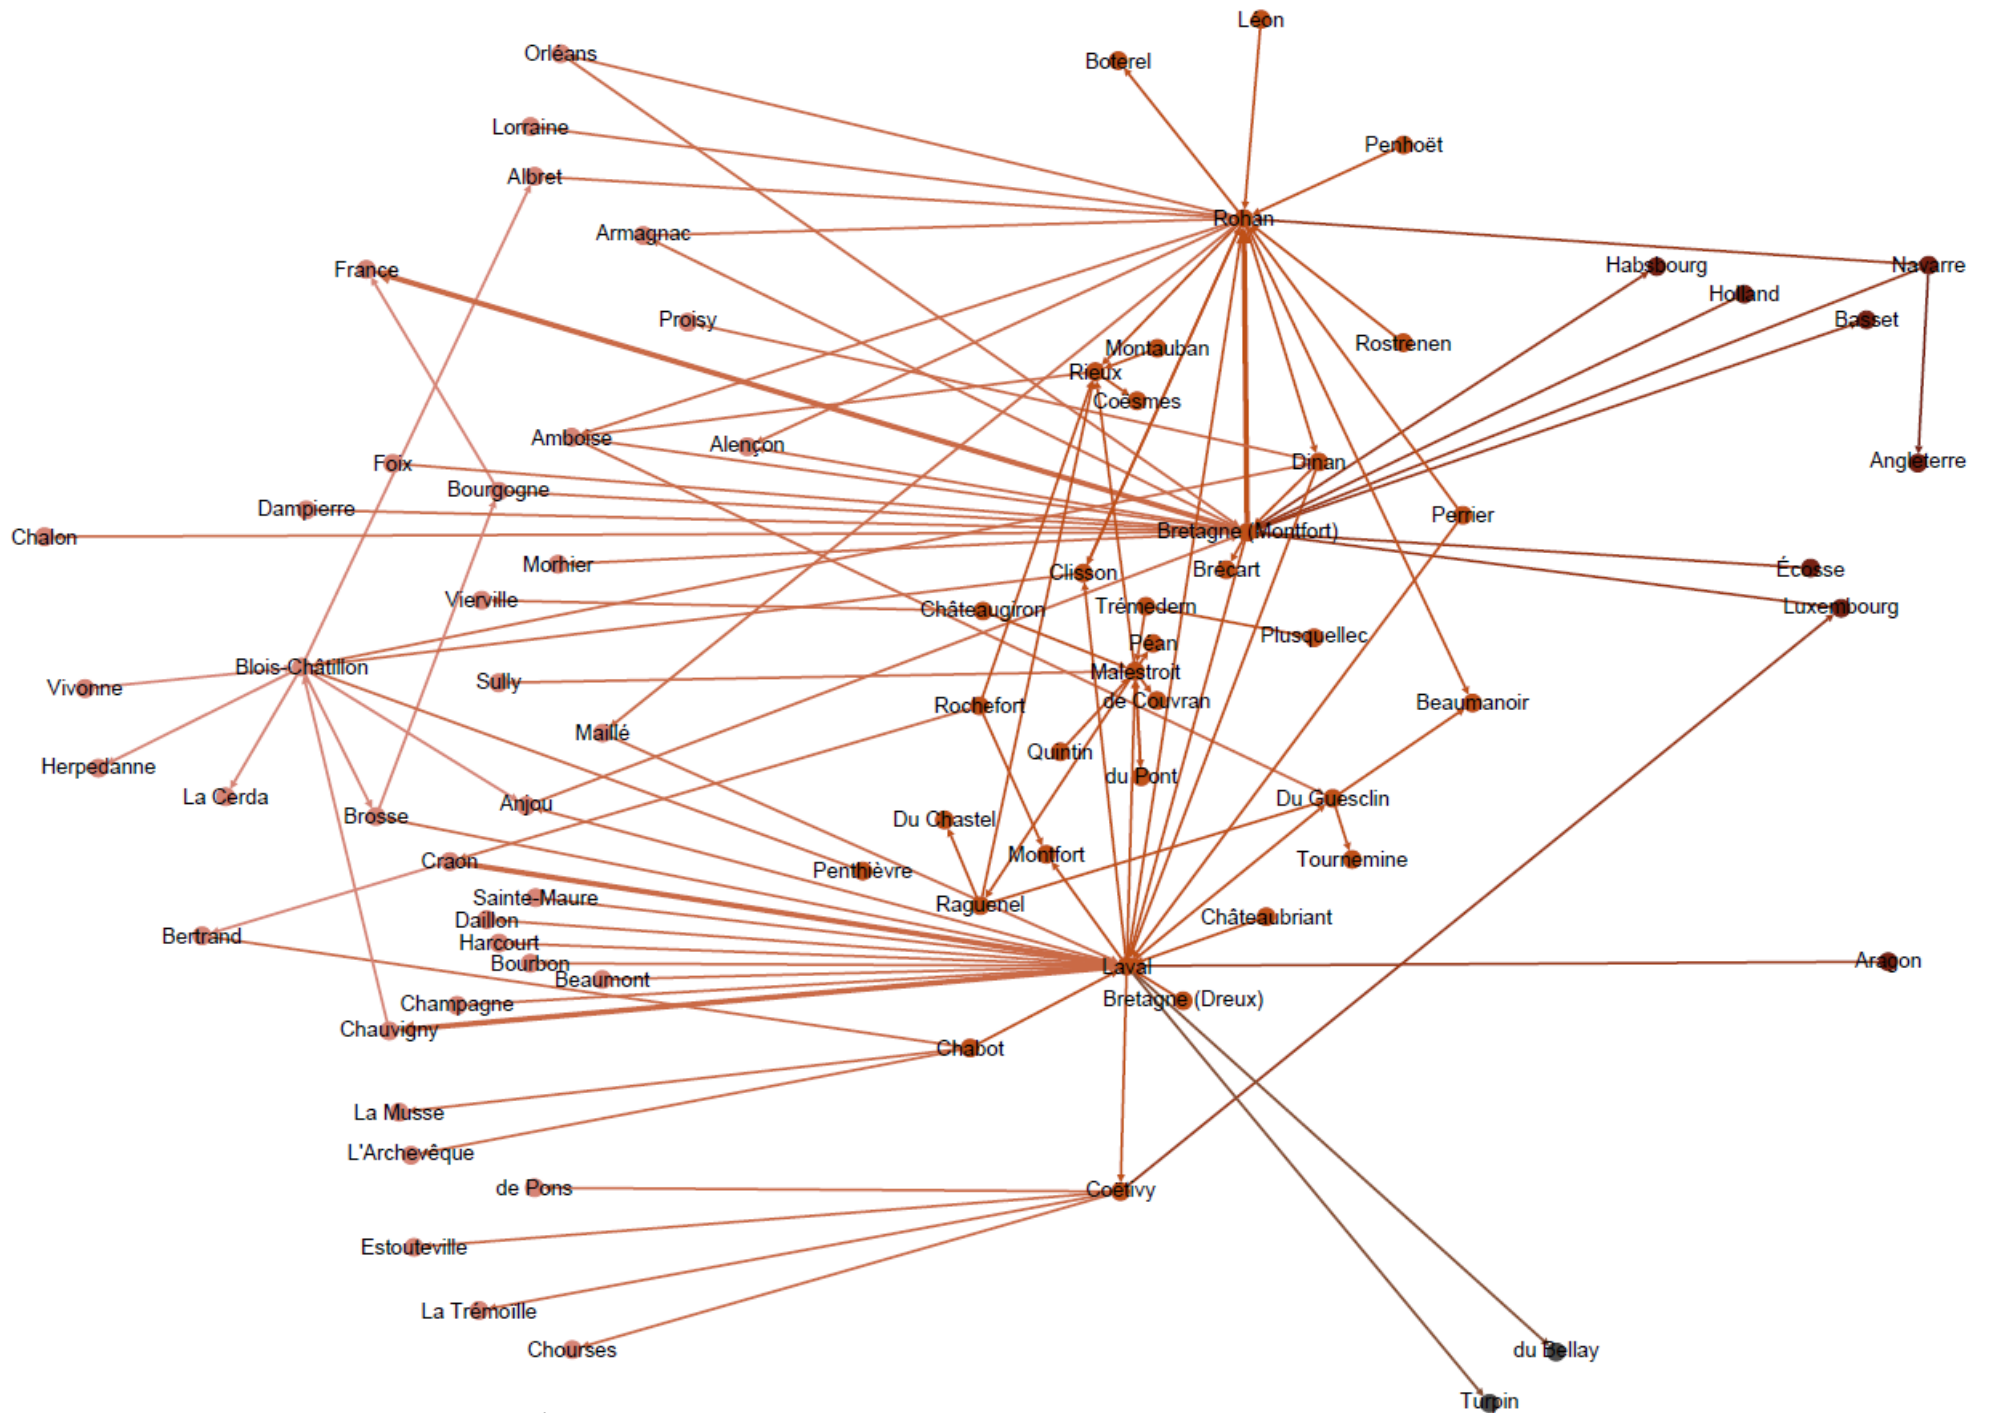 Léon
Orléans
Boterel
Lorraine
Penhoët
Albret
Rohan
Armagnac
France
Habsbourg
Navarre
Holland
Proisy
Basset
Montauban
Rostrenen
Rieux
Coësmes
Amboise
Alençon
Foix
Dinan
Angleterre
Bourgogne
Dampierre
Perrier
Chalon
Bretagne (Montfort)
Morhier
Clisson
Brécart
Écosse
Vierville
Châteaugiron
Trémedern
Luxembourg
Plusquellec
Péan
Blois-Châtillon
Malestroit
Vivonne
Sully
de Couvran
Rochefort
Beaumanoir
Maillé
Quintin
Herpedanne
du Pont
La Cerda
Anjou
Du Guesclin
Brosse
Du Chastel
Montfort
Craon
Penthièvre
Tournemine
Sainte-Maure
Raguenel
Daillon
Châteaubriant
Bertrand
Harcourt
Bourbon
Laval
Aragon
Beaumont
Bretagne (Dreux)
Champagne
Chauvigny
Chabot
La Musse
L'Archevêque
de Pons
Coëtivy
Estouteville
La Trémoille
Chourses
du Bellay
Turpin